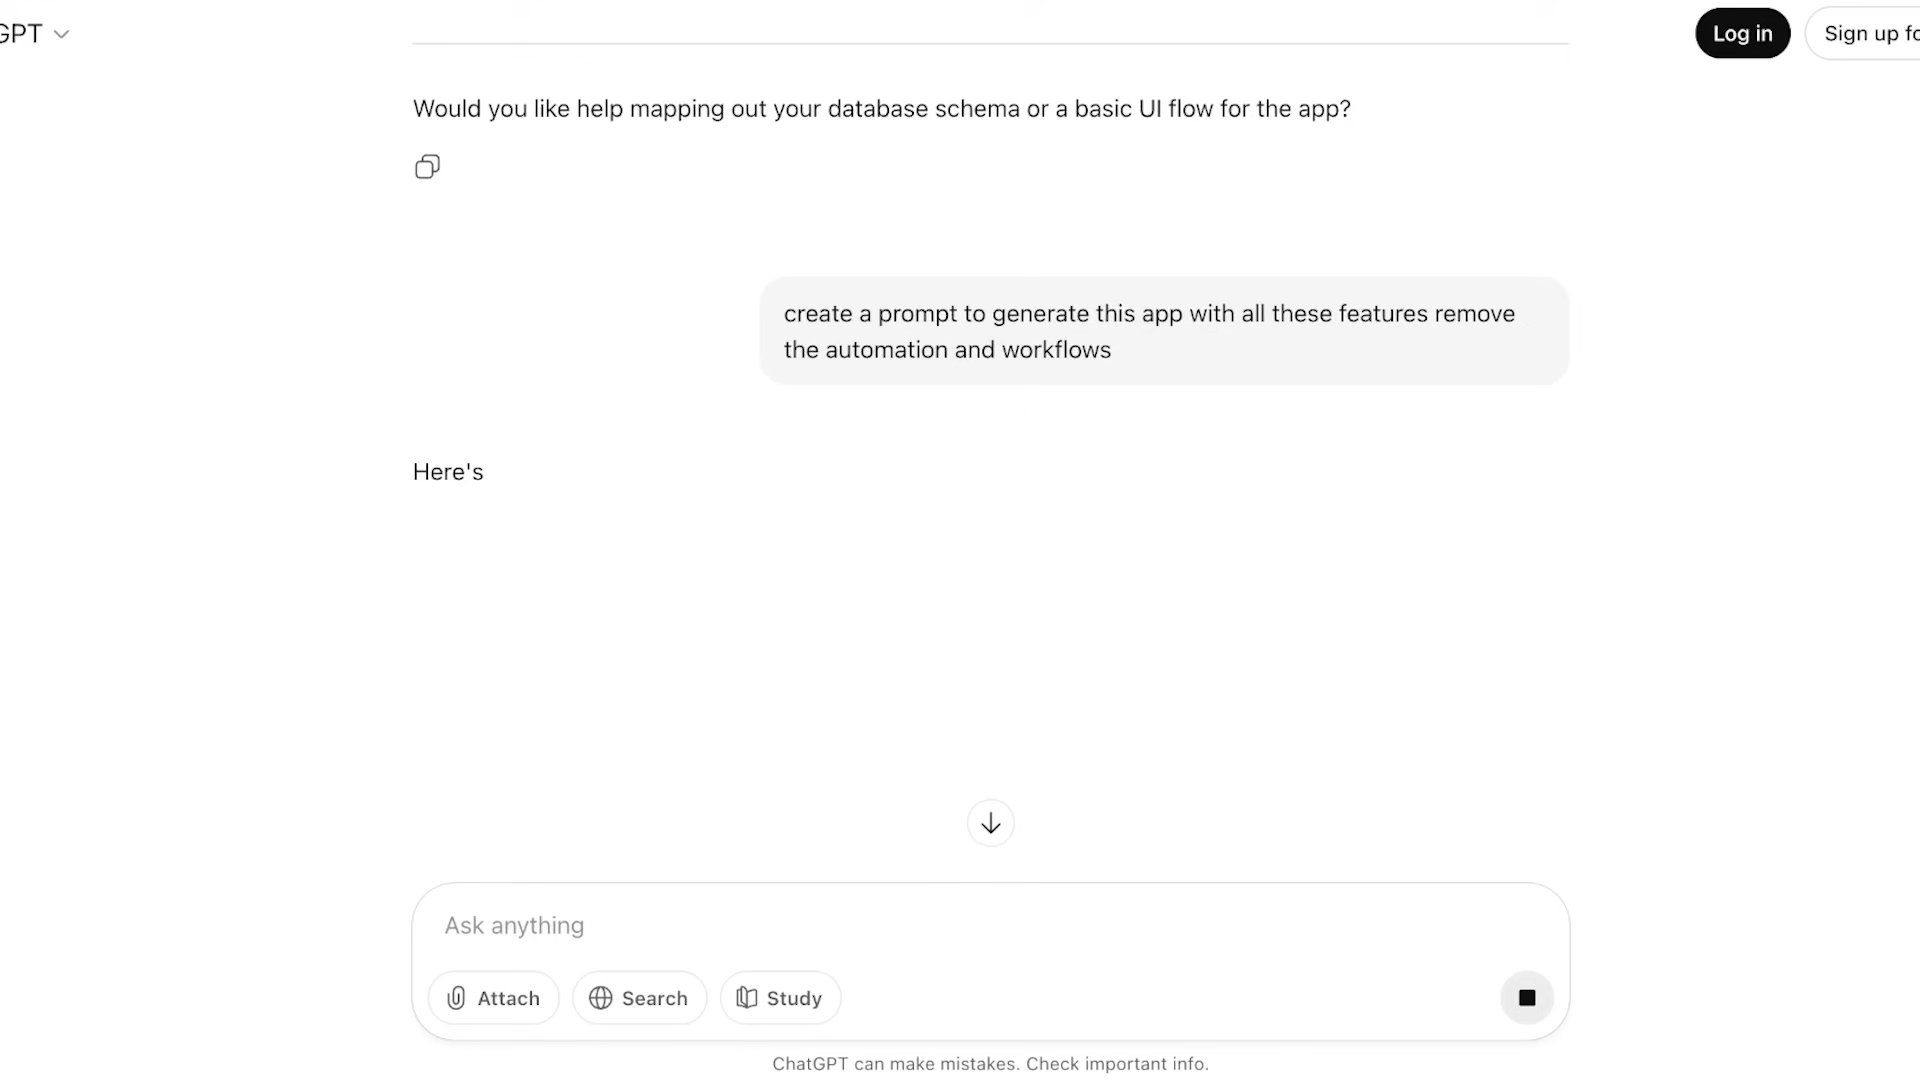 GPT
Log in
Sign up fo
Would you like help mapping out your database schema or a basic UI flow for the app?
create a prompt to generate this app with all these features remove
the automation and workflows
Here's
Ask anything
Attach
Search
Study
ChatGPT can make mistakes. Check important info.